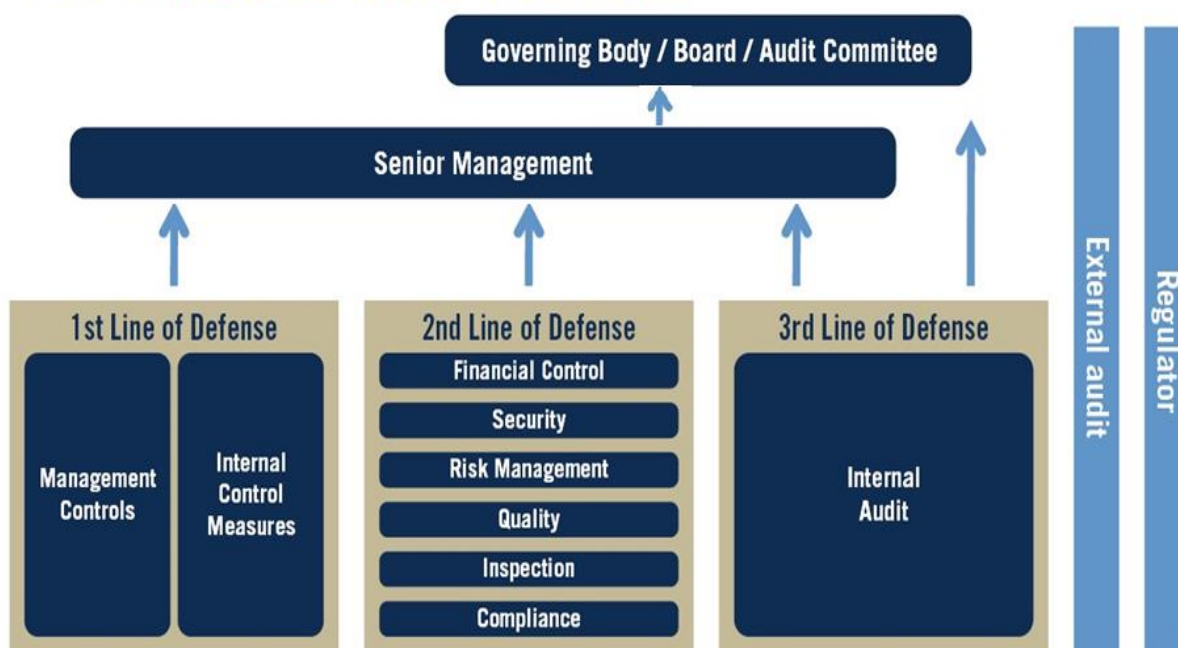 Governing Body / Board / Audit Committee
Senior Management
1st Line of Defense
Management
Controls
Internal
Control
Measures
2nd Line of Defense
Financial Control
Security
Risk Management
Quality
Inspection
Compliance
3rd Line of Defense
Internal
Audit
External audit
Regulator